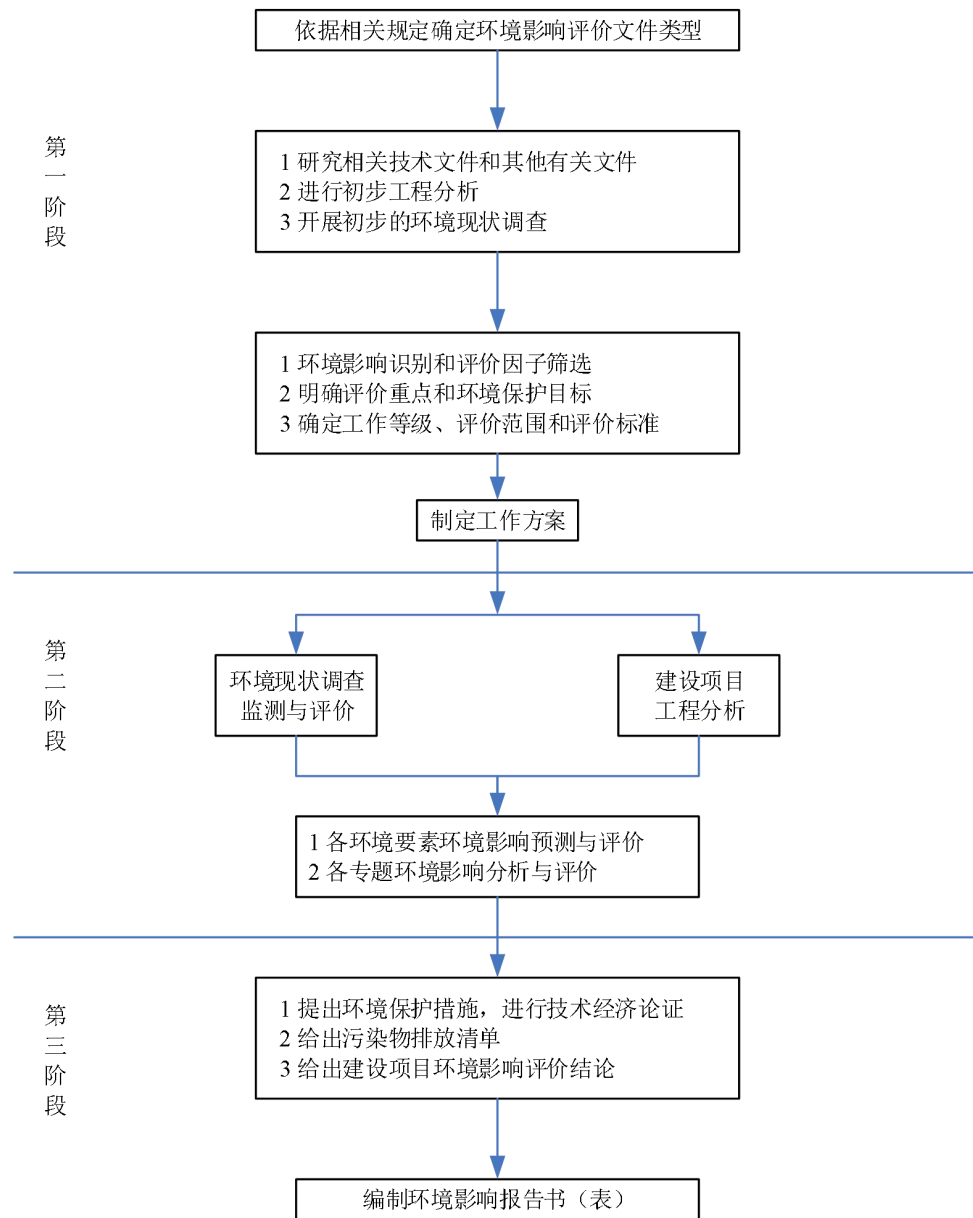 依据相关规定确定环境影响评价文件类型
第一阶段
1 研究相关技术文件和其他有关文件
2 进行初步工程分析
3 开展初步的环境现状调查
1 环境影响识别和评价因子筛选
2 明确评价重点和环境保护目标
3 确定工作等级、评价范围和评价标准
制定工作方案
第二阶段
环境现状调查
监测与评价
建设项目
工程分析
1 各环境要素环境影响预测与评价
2 各专题环境影响分析与评价
第三阶段
1 提出环境保护措施，进行技术经济论证
2 给出污染物排放清单
3 给出建设项目环境影响评价结论
编制环境影响报告书（表）